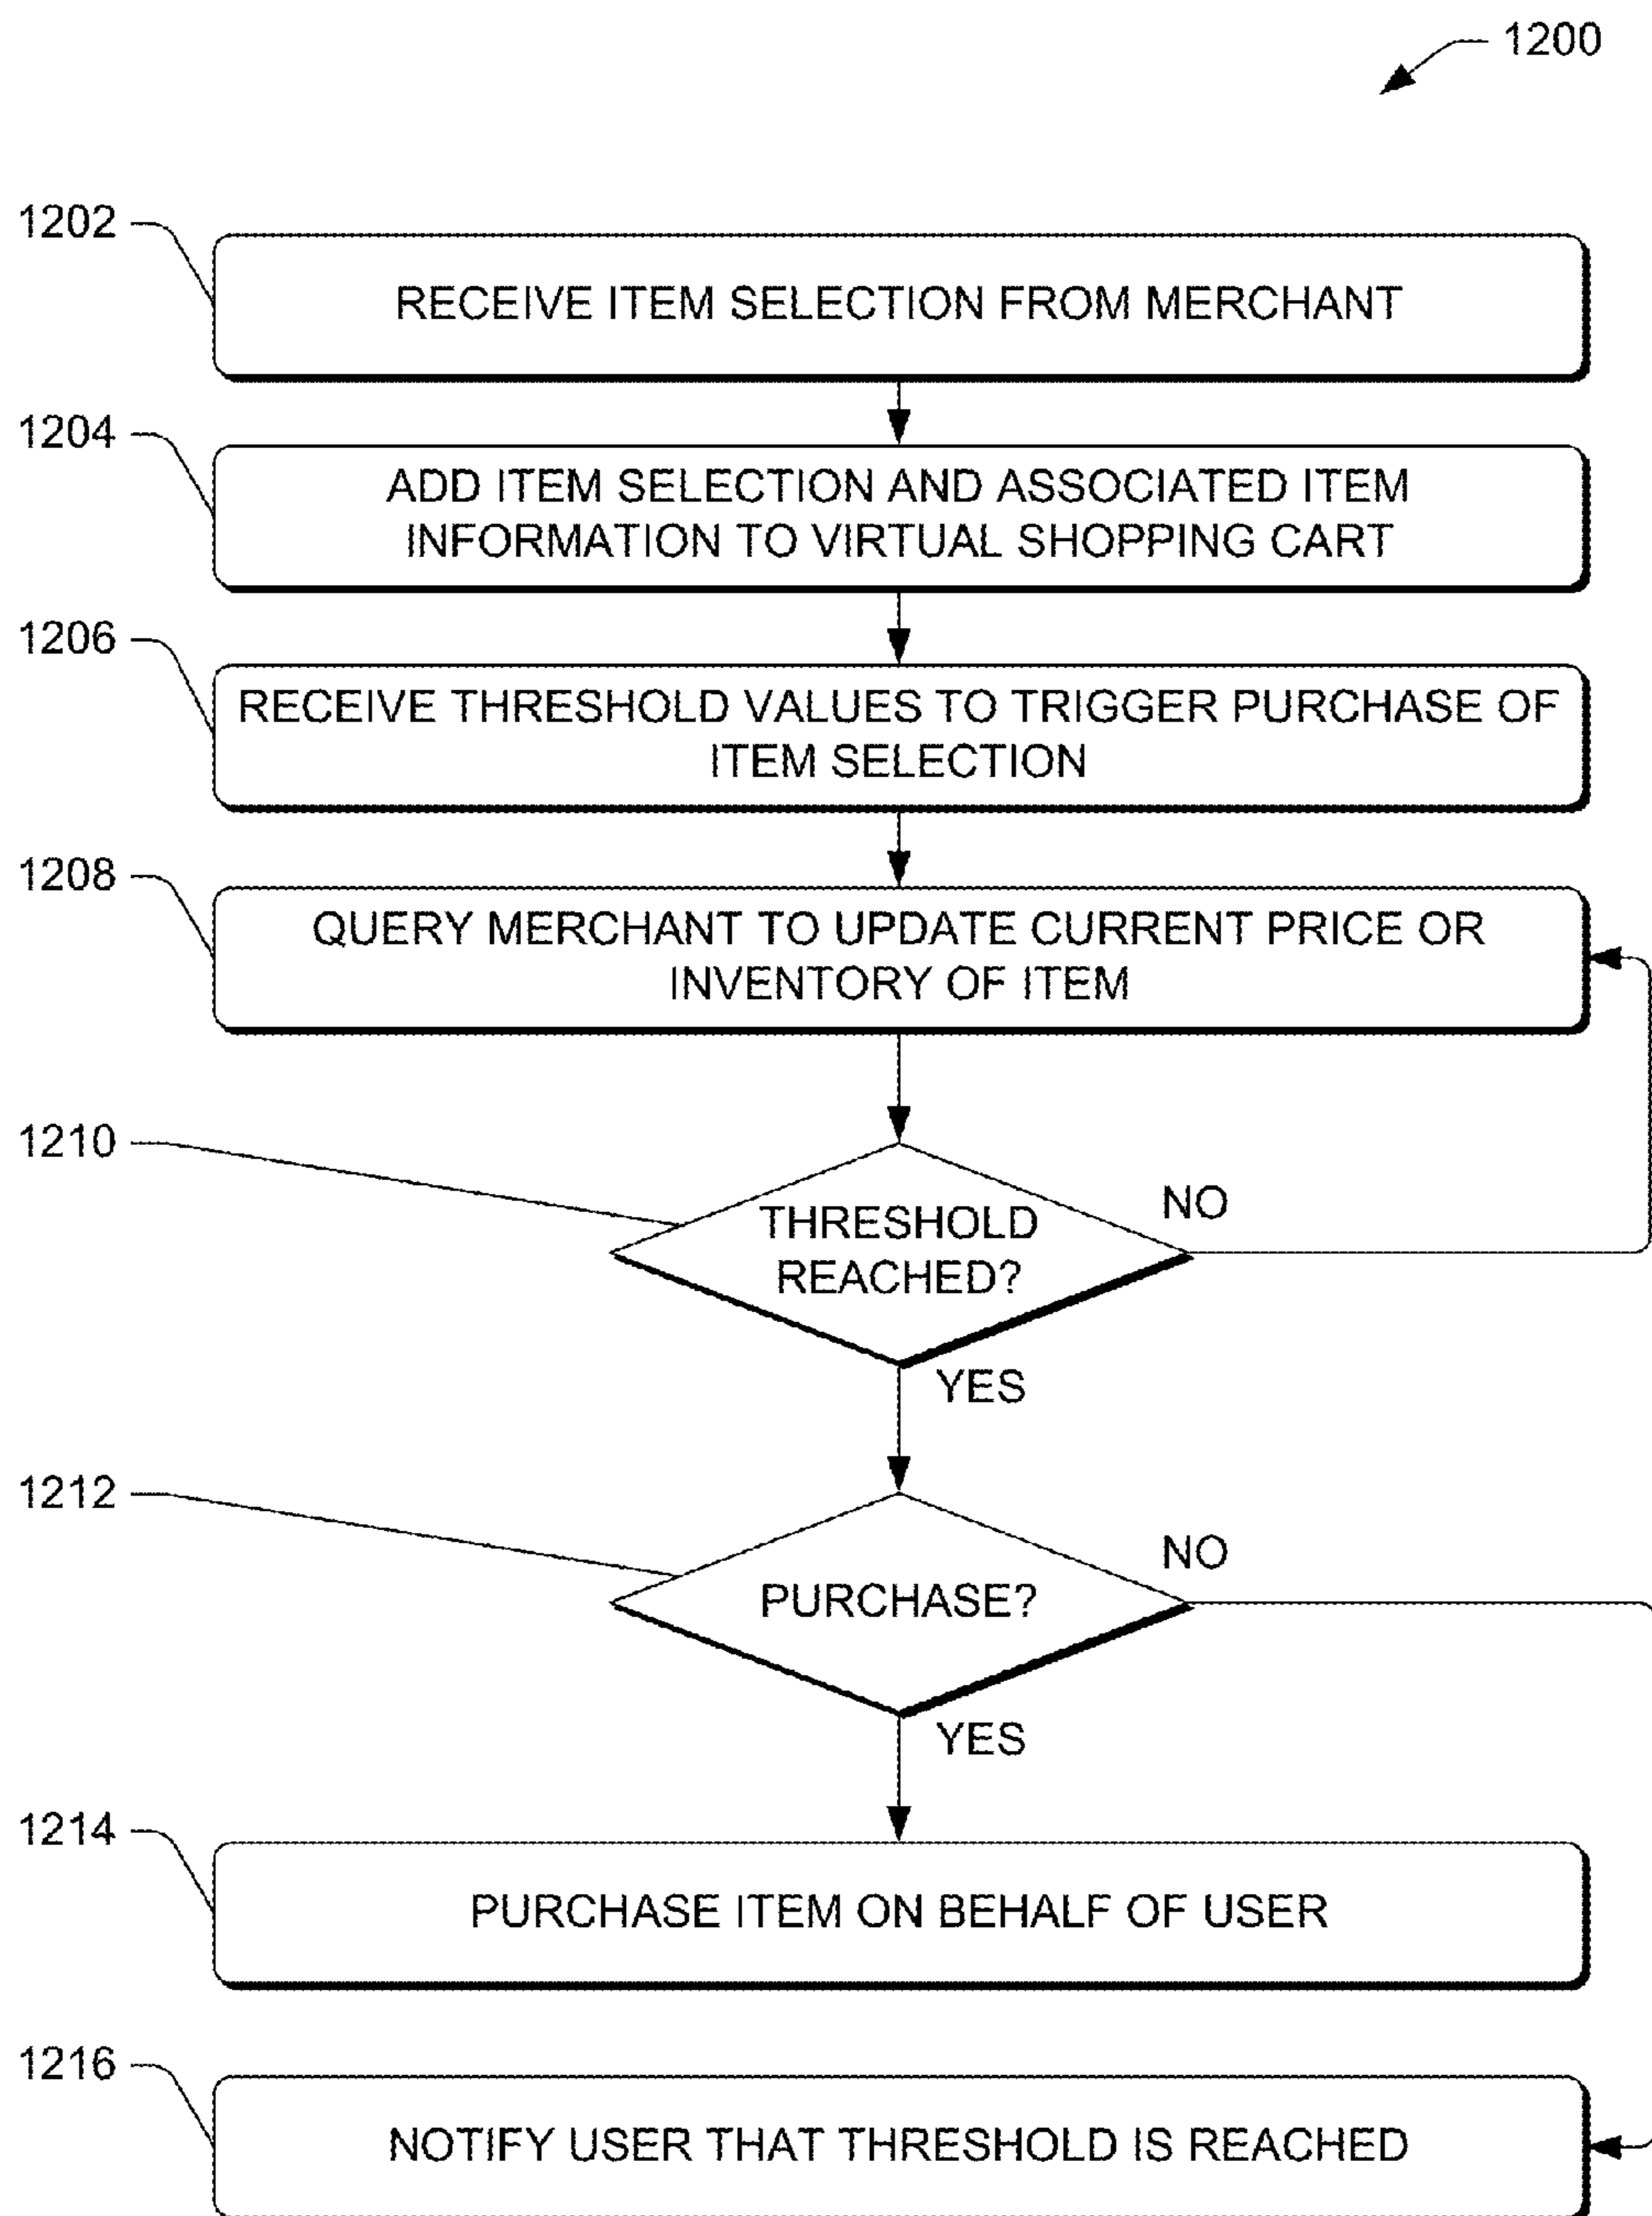 1200
1202
RECEIVE ITEM SELECTION FROM MERCHANT
1204
ADD ITEM SELECTION AND ASSOCIATED ITEM
INFORMATION TO VIRTUAL SHOPPING CART
1206
RECEIVE THRESHOLD VALUES TO TRIGGER PURCHASE OF
ITEM SELECTION
1208
QUERY MERCHANT TO UPDATE CURRENT PRICE OR
INVENTORY OF ITEM
1210
THRESHOLD
REACHED?
NO
YES
1212
PURCHASE?
NO
YES
1214
PURCHASE ITEM ON BEHALF OF USER
1216
NOTIFY USER THAT THRESHOLD IS REACHED